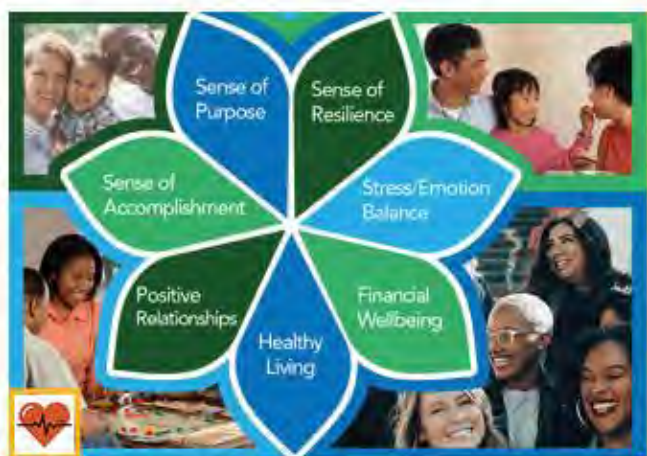 Sense of
Purpose
Sense of
Resilience
Sense of
Accomplishment
Stress/Emotion
Balance
Positive
Relationships
Financial
Wellbeing
Healthy
Living